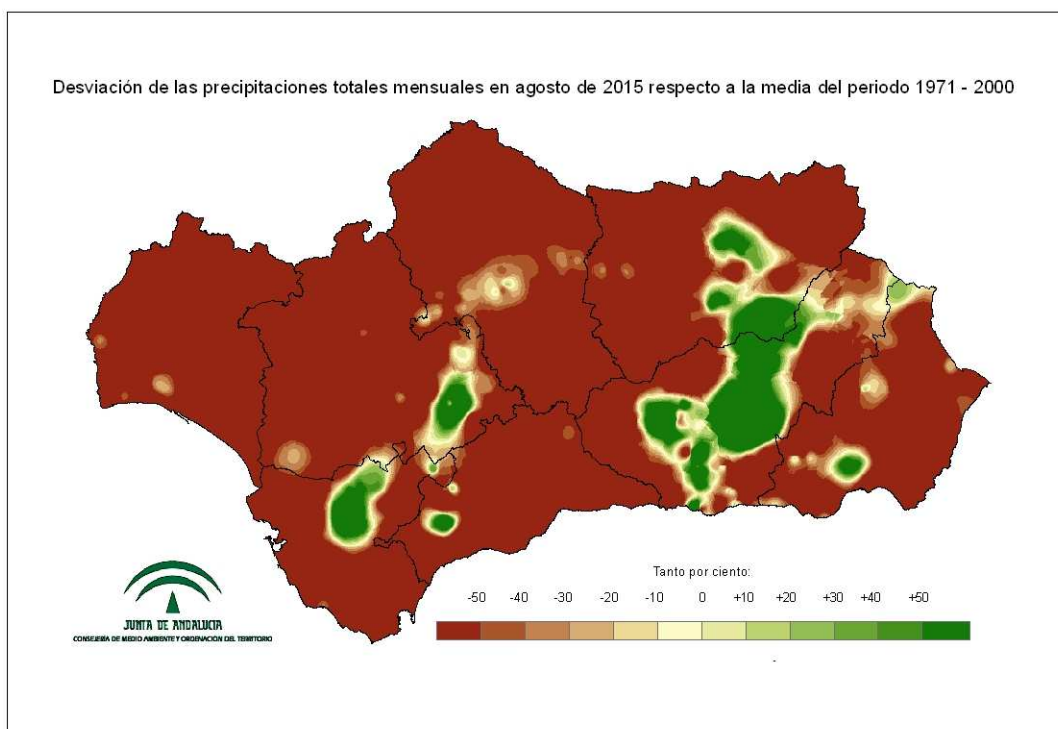 Desviación de las precipitaciones totales mensuales en agosto de 2015 respecto a la media del periodo 1971 - 2000
Tanto por ciento:
-50 -40 -30 -20 -10 0 +10 +20 +30 +40 +50
JUNTA DE ANDALUCIA
CONSEJERÍA DE MEDIO AMBIENTE Y ORDENACIÓN DEL TERRITORIO